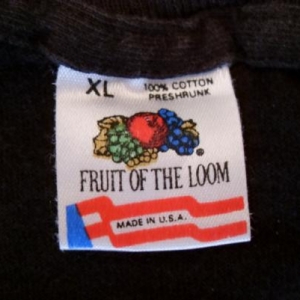 XL
100% COTTON
PRESHRUNK
®
FRUIT OF THE LOOM
MADE IN U.S.A.